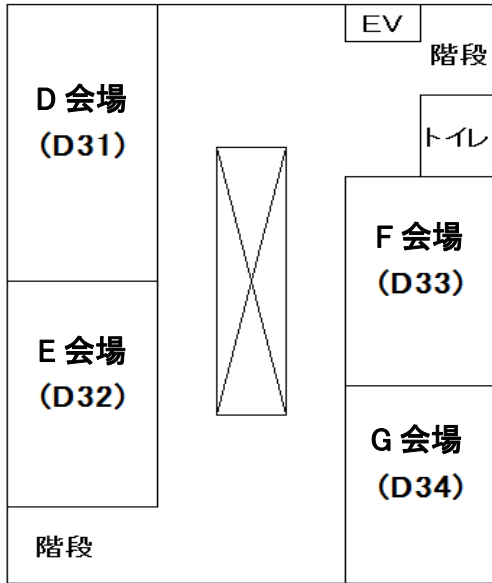 EV
階段
D 会場
(D31)
トイレ
F 会場
(D33)
E 会場
(D32)
G 会場
(D34)
階段